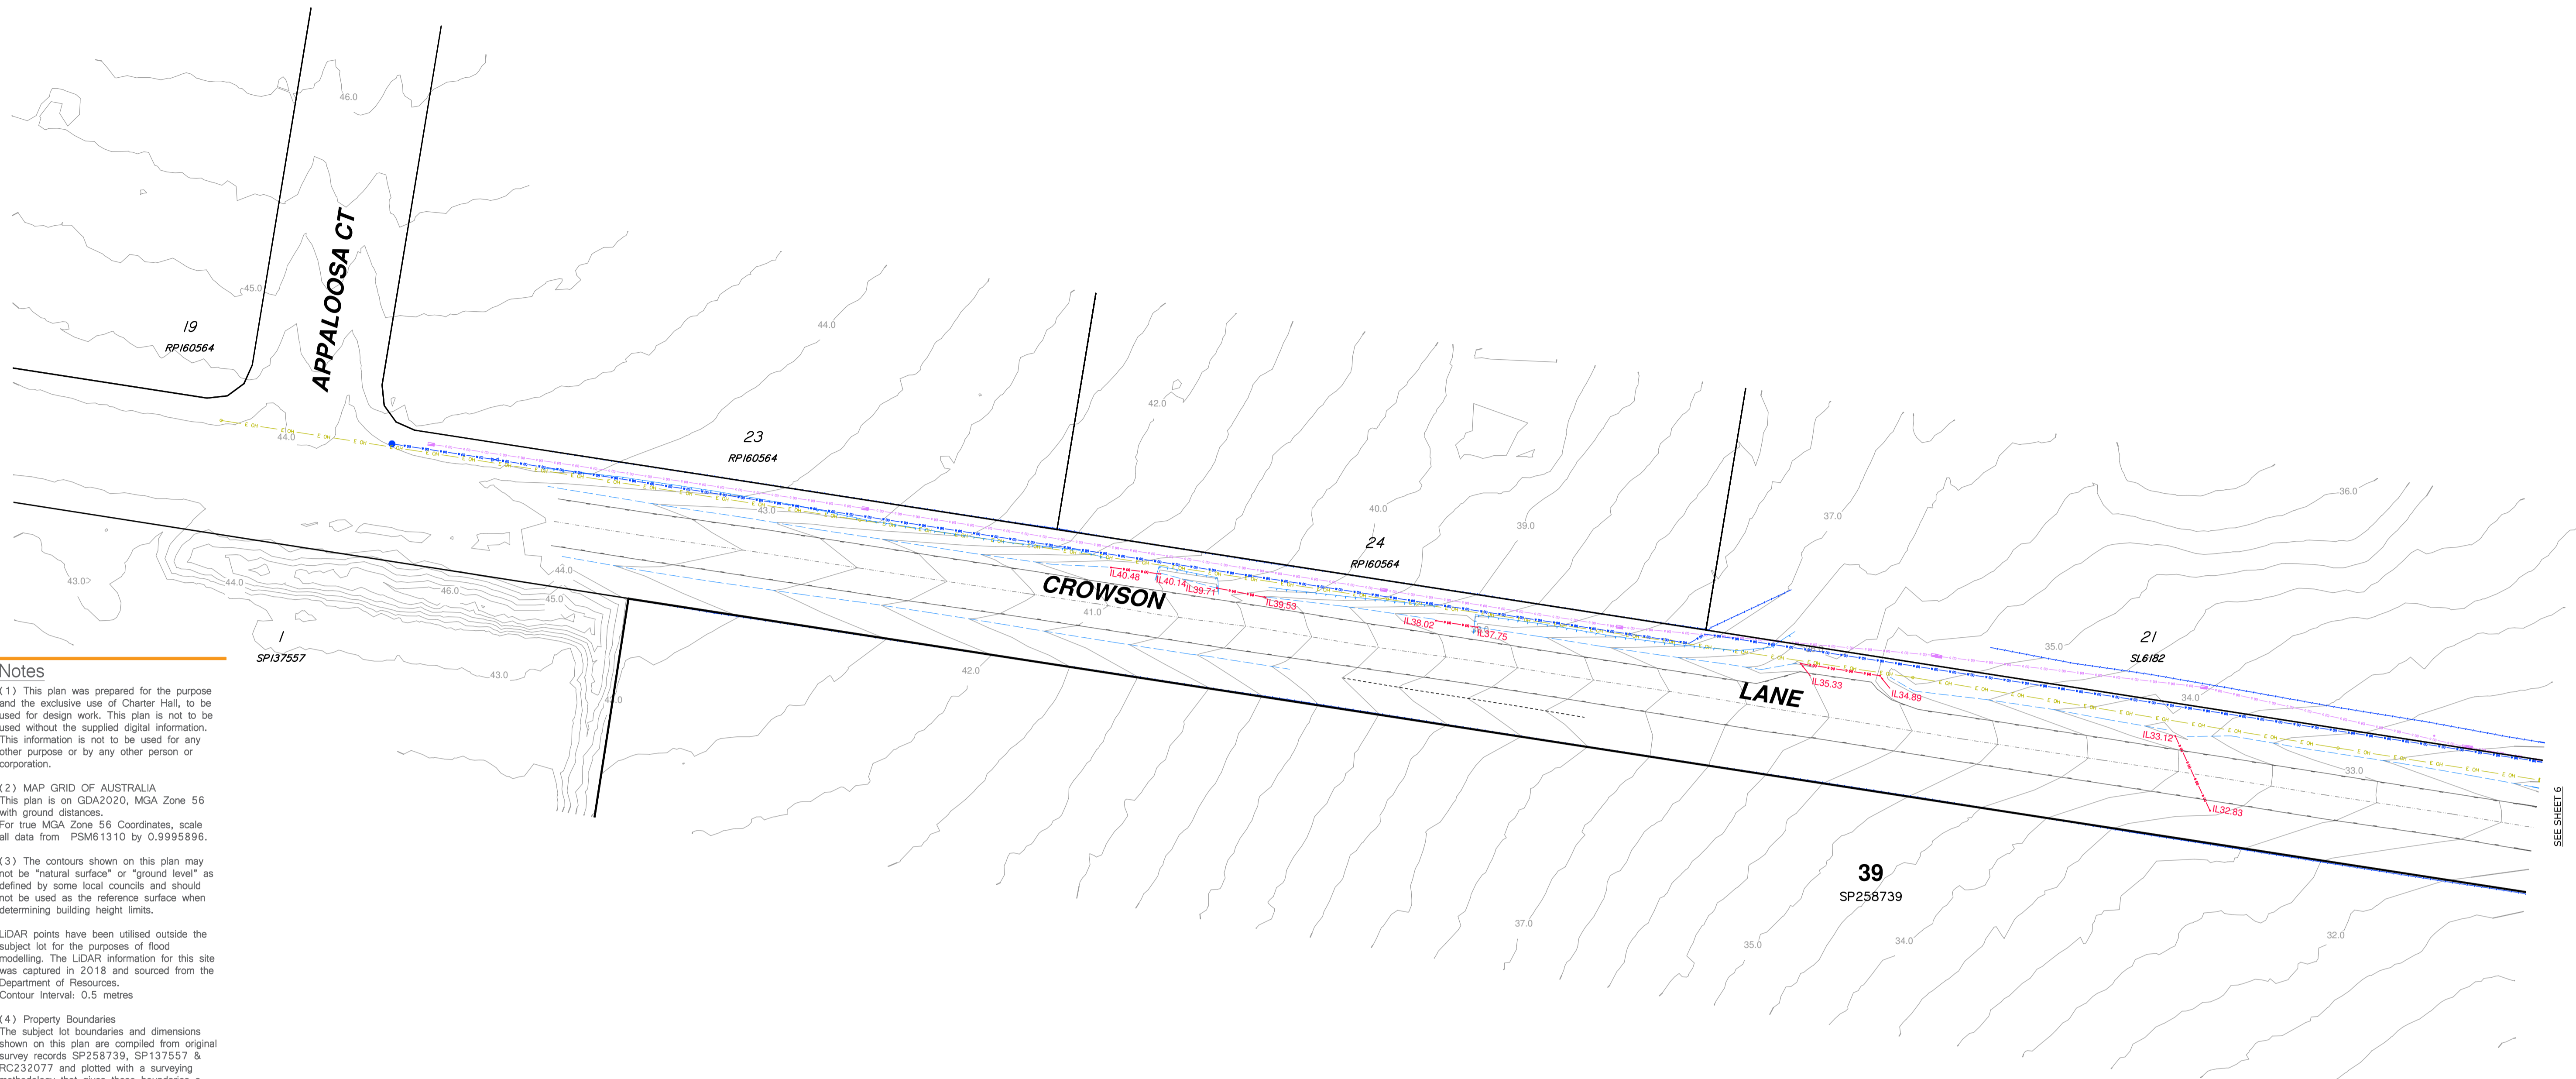 46.0
APPALOOSA CT
45.0
19
RP160564
44.0
44.0
23
RP160564
42.0
43.0
40.0
39.0
37.0
36.0
24
RP160564
44.0
43.0
44.0
46.0
45.0
IL40.48
IL40.14
IL39.71
IL39.53
CROWSON
41.0
IL38.02
IL37.75
21
SL6182
35.0
34.0
1
SP137557
43.0
42.0
LANE
IL35.33
IL34.89
IL33.12
IL32.83
33.0
SEE SHEET 6
39
SP258739
37.0
35.0
34.0
32.0
Notes
(1) This plan was prepared for the purpose
and the exclusive use of Charter Hall, to be
used for design work. This plan is not to be
used without the supplied digital information.
This information is not to be used for any
other purpose or by any other person or
corporation.
(2) MAP GRID OF AUSTRALIA
This plan is on GDA2020, MGA Zone 56
with ground distances.
For true MGA Zone 56 Coordinates, scale
all data from PSM61310 by 0.9995896.
(3) The contours shown on this plan may
not be "natural surface" or "ground level" as
defined by some local councils and should
not be used as the reference surface when
determining building height limits.
LiDAR points have been utilised outside the
subject lot for the purposes of flood
modelling. The LiDAR information for this site
was captured in 2018 and sourced from the
Department of Resources.
Contour Interval: 0.5 metres
(4) Property Boundaries
The subject lot boundaries and dimensions
shown on this plan are compiled from original
survey records SP258739, SP137557 &
RC232077 and plotted with a surveying